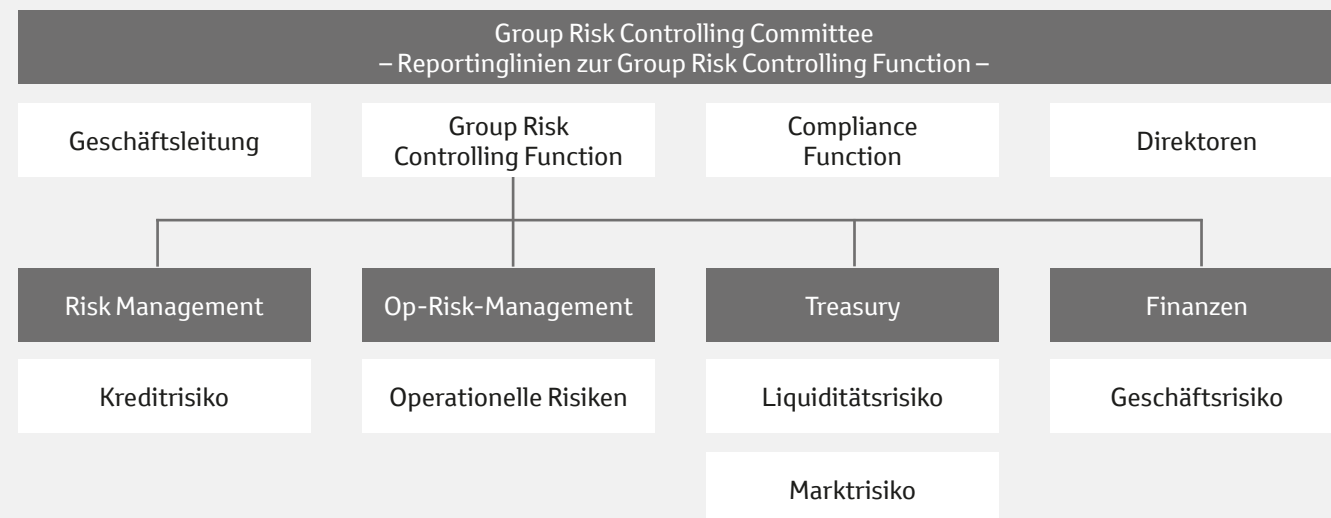 Group Risk Controlling Committee
– Reportinglinien zur Group Risk Controlling Function –
Geschäftsleitung
Group Risk
Controlling Function
Compliance
Function
Direktoren
Risk Management
Op-Risk-Management
Treasury
Finanzen
Kreditrisiko
Operationelle Risiken
Liquiditätsrisiko
Geschäftsrisiko
Marktrisiko